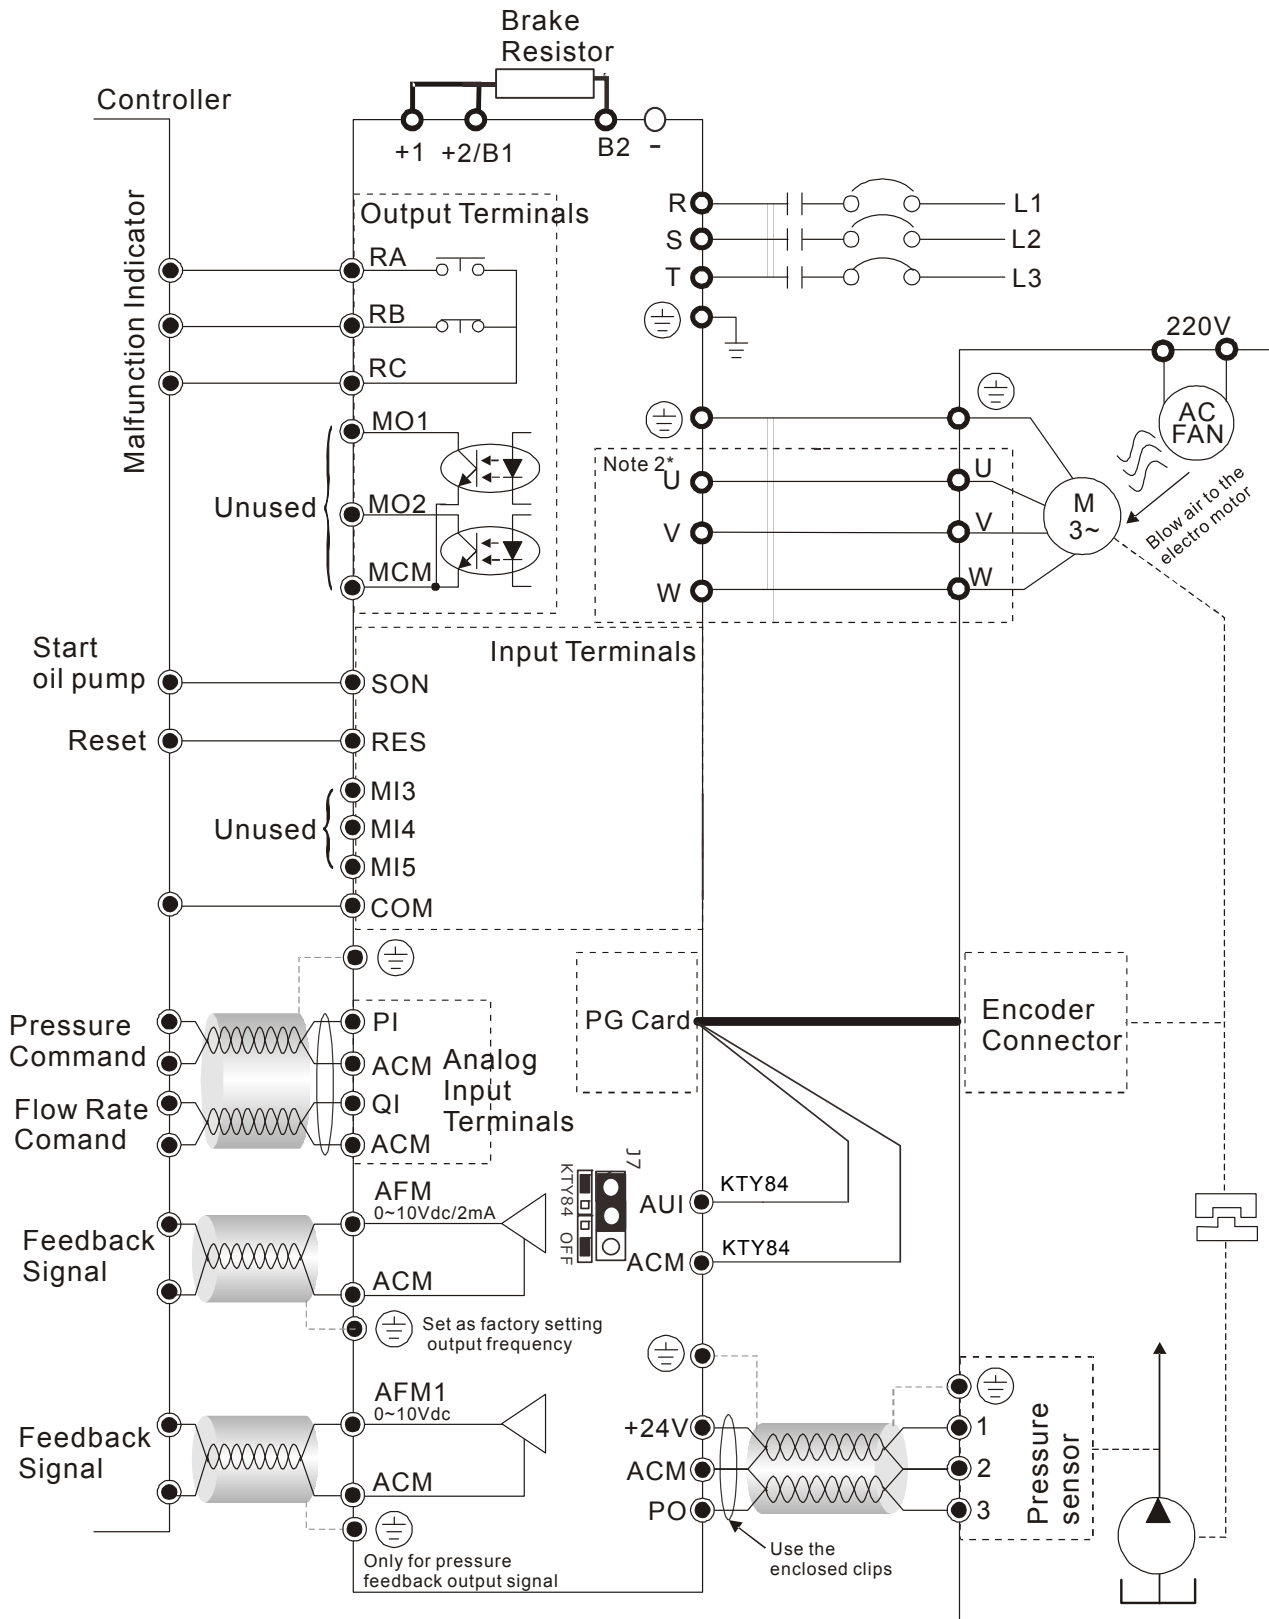 Brake
Resistor
Controller
+1
+2/B1
B2
-
Malfunction Indicator
Output Terminals
RA
RB
RC
MO1
MO2
MCM
Unused
R
S
T
L1
L2
L3
220V
AC
FAN
Blow air to the
electro motor
Note 2*
U
V
W
U
V
W
M
3~
Input Terminals
Start
oil pump
SON
Reset
RES
MI3
Unused
MI4
MI5
COM
PG Card
Encoder
Connector
Pressure
Command
PI
ACM
Analog
Input
Terminals
Flow Rate
Comand
QI
ACM
J7
KTY84 OFF
AUI
KTY84
ACM
KTY84
Feedback
Signal
AFM
0~10Vdc/2mA
ACM
Set as factory setting
output frequency
Feedback
Signal
AFM1
0~10Vdc
ACM
Only for pressure
feedback output signal
+24V
ACM
PO
1
2
3
Pressure
sensor
Use the
enclosed clips